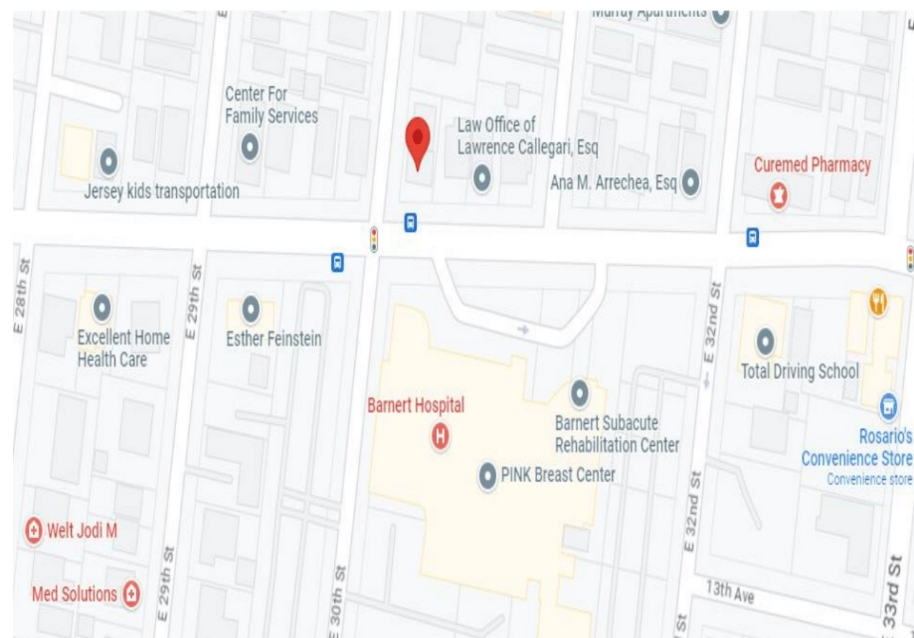 Murray Apartments
Center For
Family Services
Law Office of
Lawrence Callegari, Esq
Curemed Pharmacy
Jersey kids transportation
Ana M. Arrechea, Esq
E 28th St
E 29th St
E 32nd St
Excellent Home
Health Care
Esther Feinstein
Total Driving School
Barnert Hospital
H
Barnert Subacute
Rehabilitation Center
Rosario's
Convenience Store
Convenience store
PINK Breast Center
E 32nd St
Welt Jodi M
Med Solutions
E 29th St
E 30th St
13th Ave
E 33rd St
St